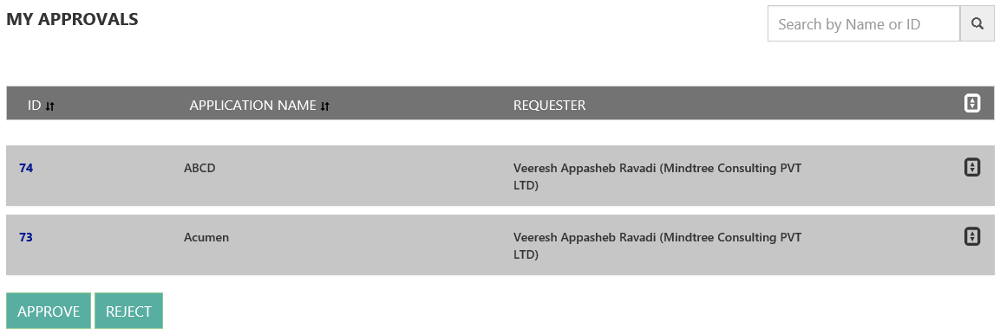 MY APPROVALS
Search by Name or ID
ID APPLICATION NAME REQUESTER
74 ABCD Veeresh Appasheb Ravadi (Mindtree Consulting PVT
LTD)
73 Acumen Veeresh Appasheb Ravadi (Mindtree Consulting PVT
LTD)
APPROVE REJECT